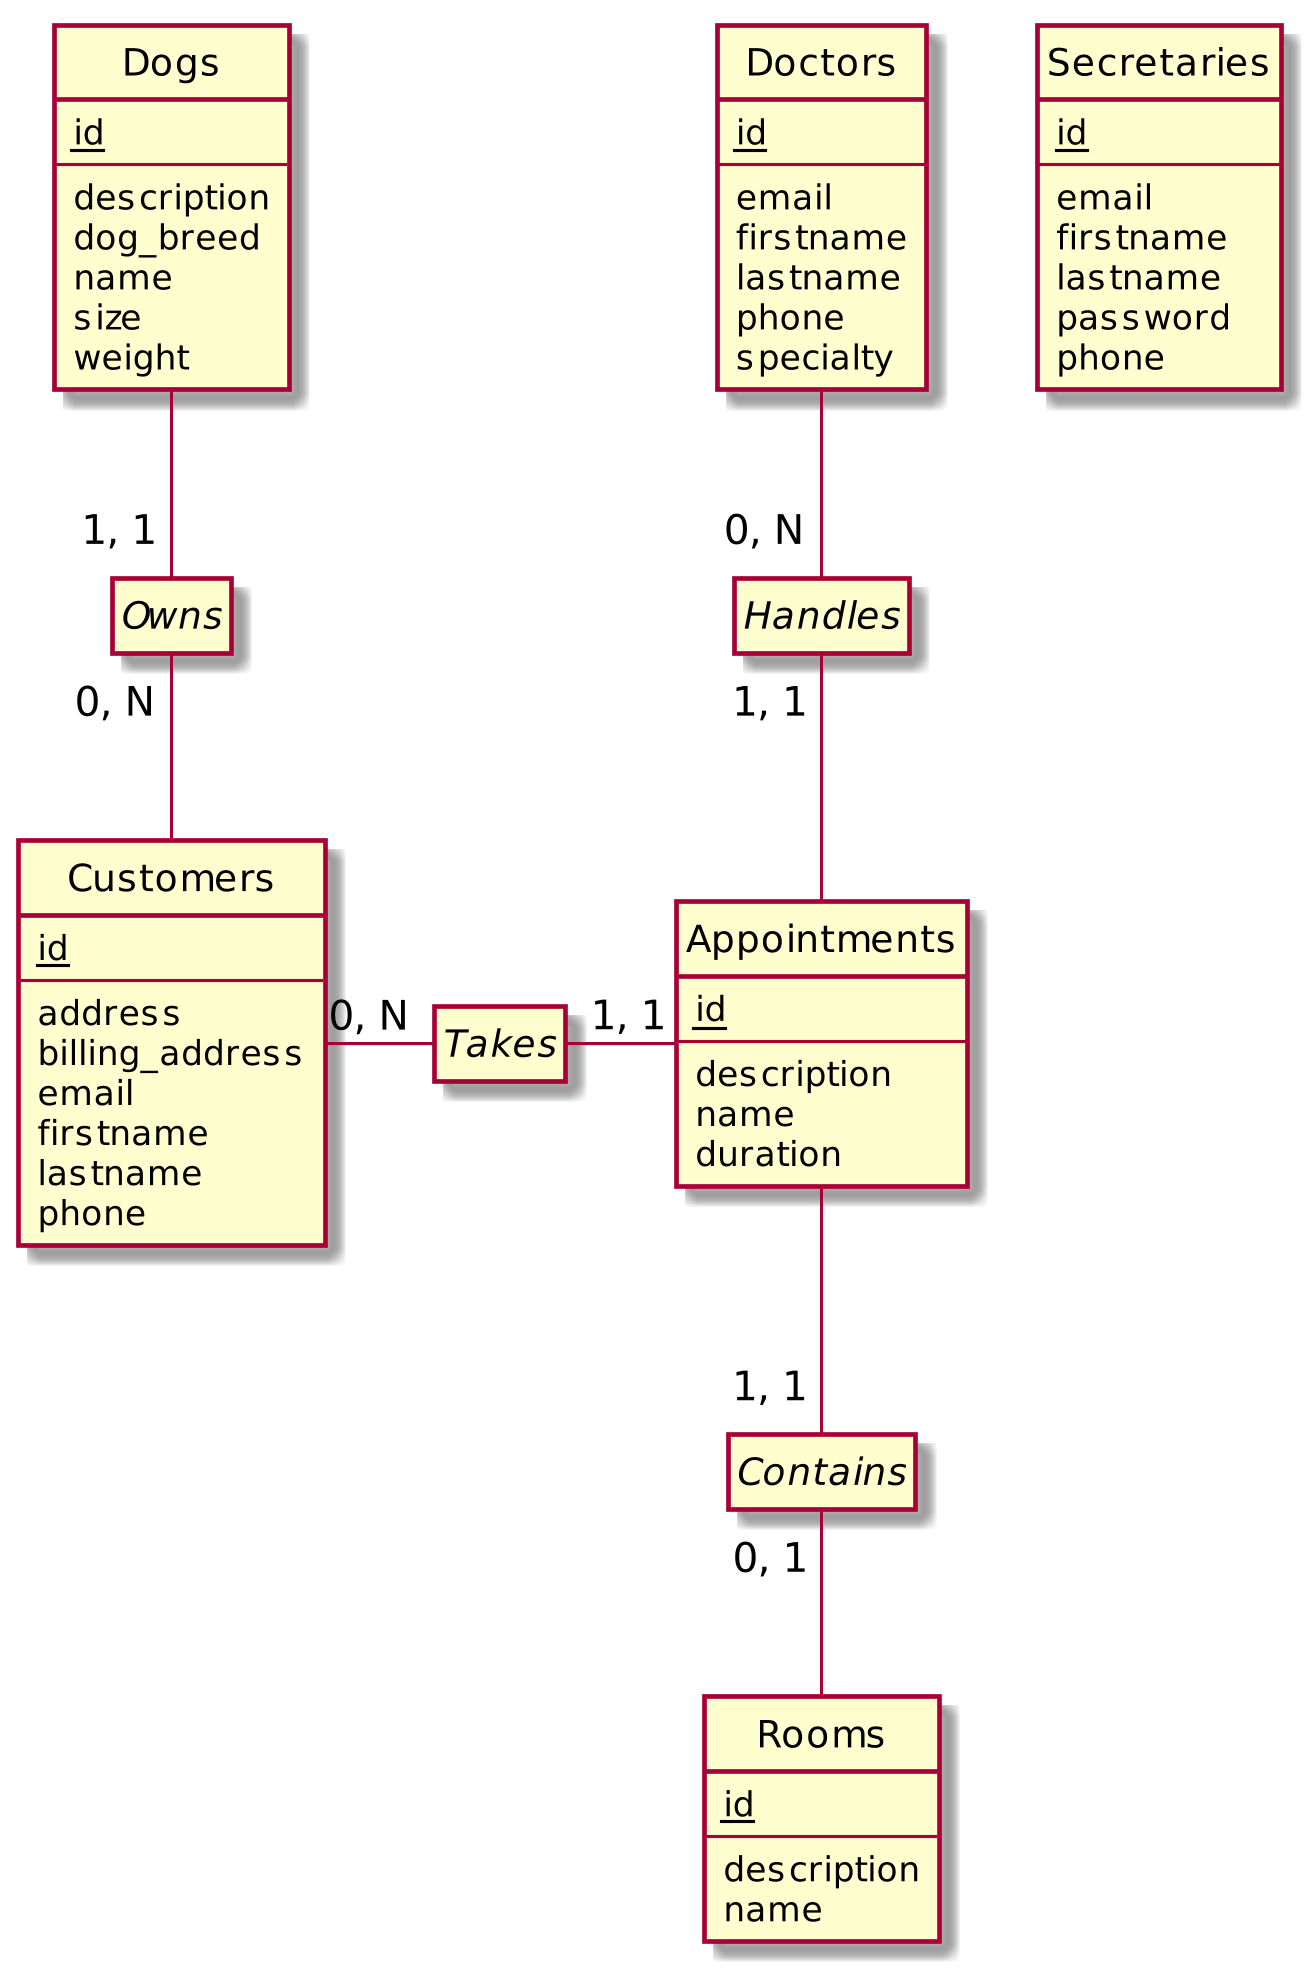 Dogs
id
description
dog_breed
name
size
weight
Doctors
id
email
firstname
lastname
phone
specialty
Secretaries
id
email
firstname
lastname
password
phone
1, 1
Owns
0, N
0, N
Handles
1, 1
Customers
id
address
billing_address
email
firstname
lastname
phone
0, N
Takes
1, 1
Appointments
id
description
name
duration
1, 1
Contains
0, 1
Rooms
id
description
name